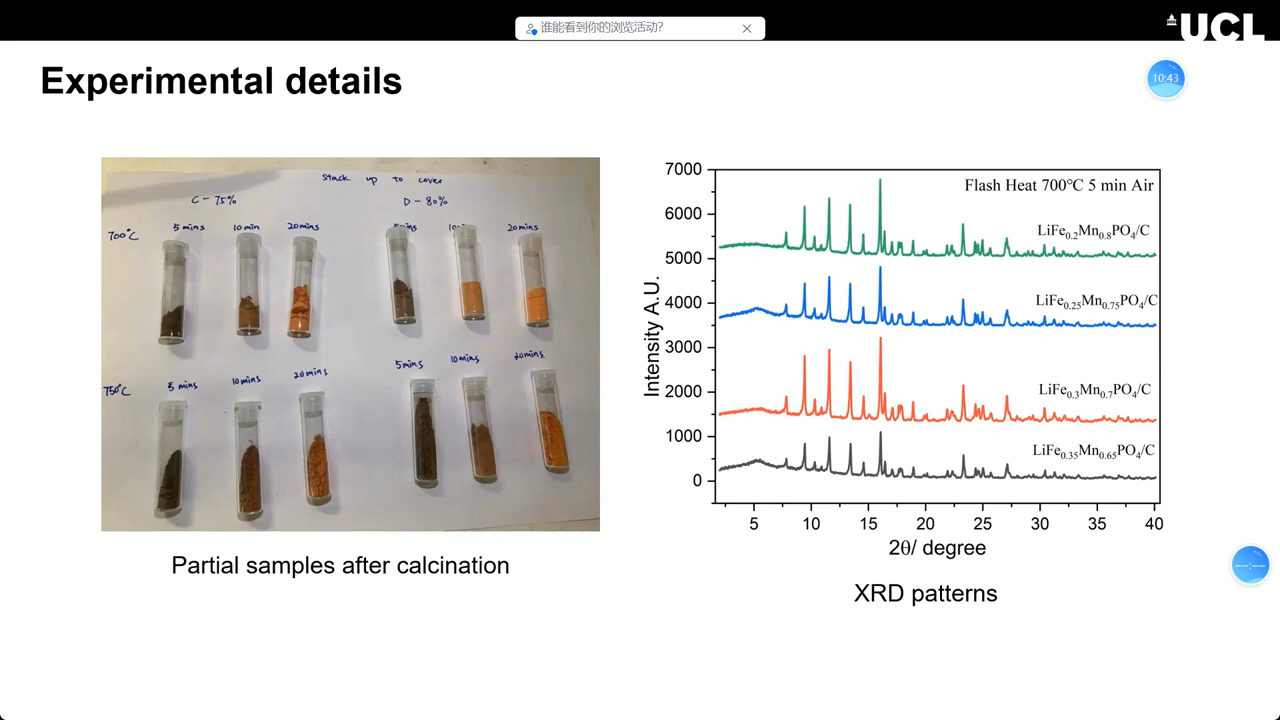 谁能看到你的浏览活动?
UCL
Experimental details
10:43
Stack up to cover
C - 75%
D - 80%
700°C
5 mins
10 min
20 mins
20 mins
750°C
5 mins
10 mins
20 mins
5 mins
10 mins
20 mins
Partial samples after calcination
Flash Heat 700℃ 5 min Air
LiFe0.2Mn0.8PO4/C
LiFe0.25Mn0.75PO4/C
LiFe0.3Mn0.7PO4/C
LiFe0.35Mn0.65PO4/C
Intensity A.U.
7000
6000
5000
4000
3000
2000
1000
0
5 10 15 20 25 30 35 40
2θ/ degree
XRD patterns